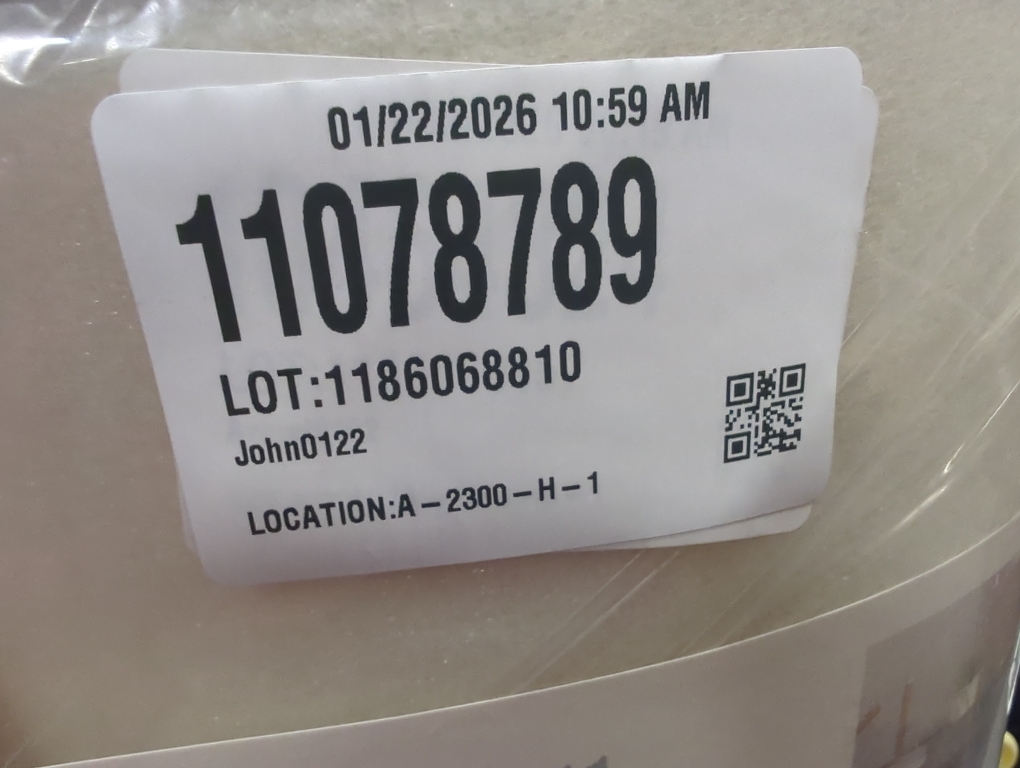 01/22/2026 10:59 AM
11078789
LOT:1186068810
John0122
LOCATION:A-2300-H-1